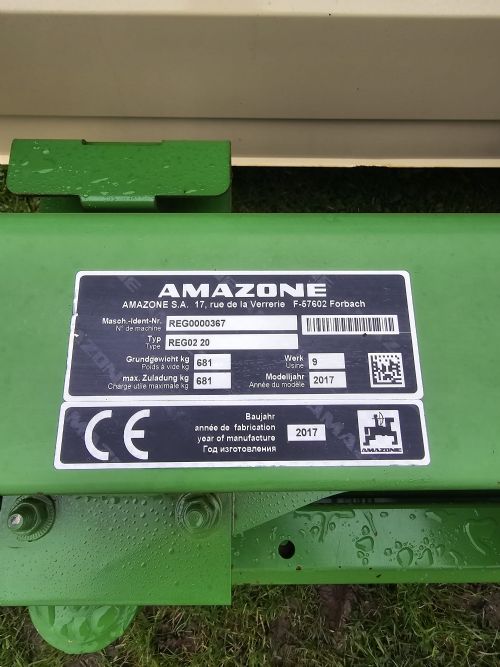 AMAZONE
AMAZONE S.A. 17, rue de la Verrerie F-57602 Forbach
Masch.-Ident-Nr. REG0000367
N° de machine
Typ REG02 20
Type
Grundgewicht kg 681 Werk 9
Poids à vide kg Usine
max. Zuladung kg 681 Modelljahr 2017
Charge utile maximale kg Année du modèle
CE Baujahr
année de fabrication 2017
year of manufacture
Год изготовления
AMAZONE